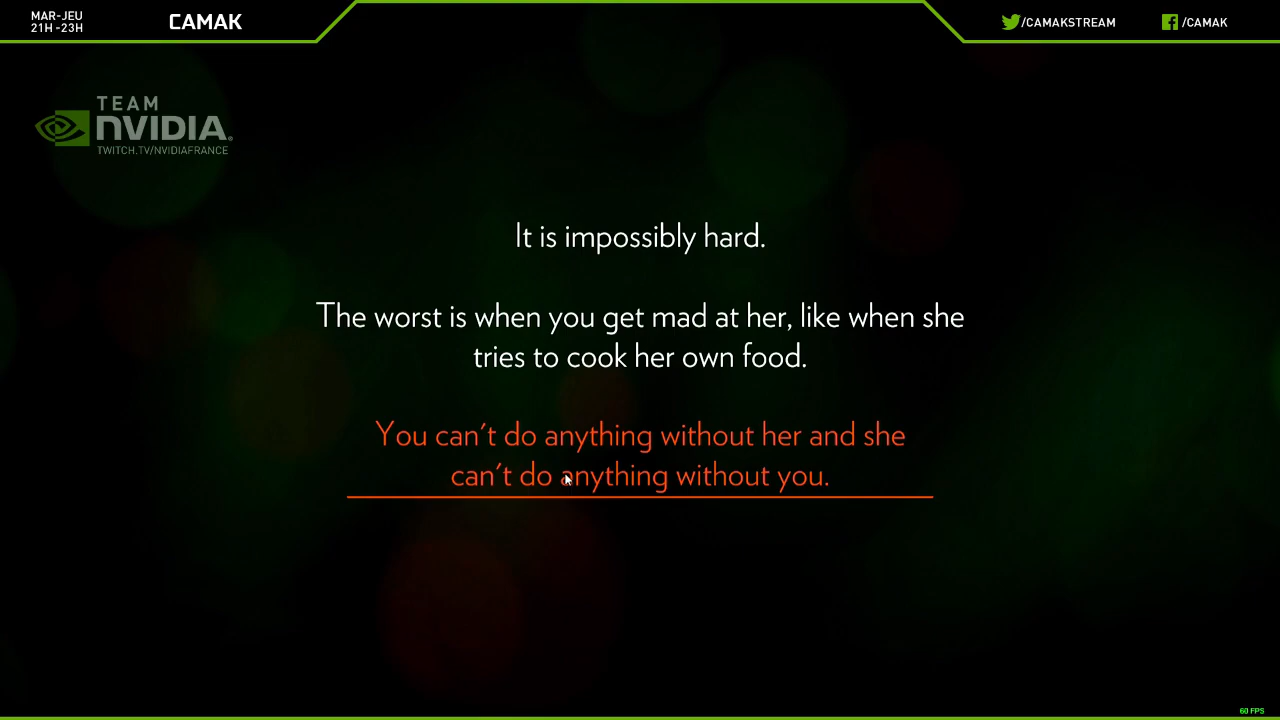 MAR-JEU
21H -23H
CAMAK
/CAMAKSTREAM
/CAMAK
TEAM
NVIDIA.
TWITCH.TV/NVIDIAFRANCE
It is impossibly hard.
The worst is when you get mad at her, like when she
tries to cook her own food.
You can't do anything without her and she
can't do anything without you.
60 FPS